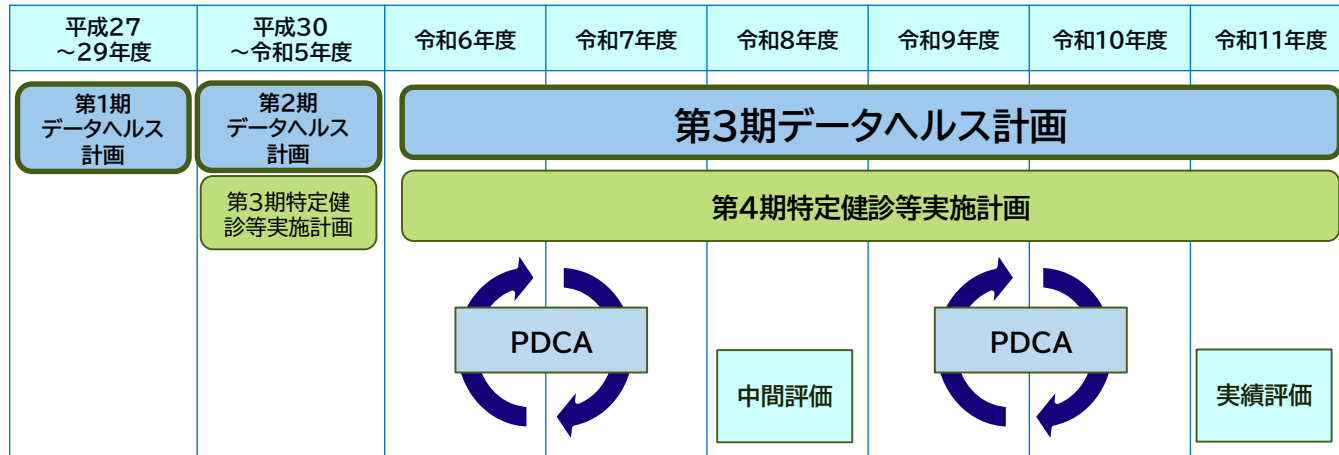 平成27
～29年度
平成30
～令和5年度
令和6年度
令和7年度
令和8年度
令和9年度
令和10年度
令和11年度
第1期
データヘルス
計画
第2期
データヘルス
計画
第3期データヘルス計画
第3期特定健
診等実施計画
第4期特定健診等実施計画
PDCA
中間評価
PDCA
実績評価